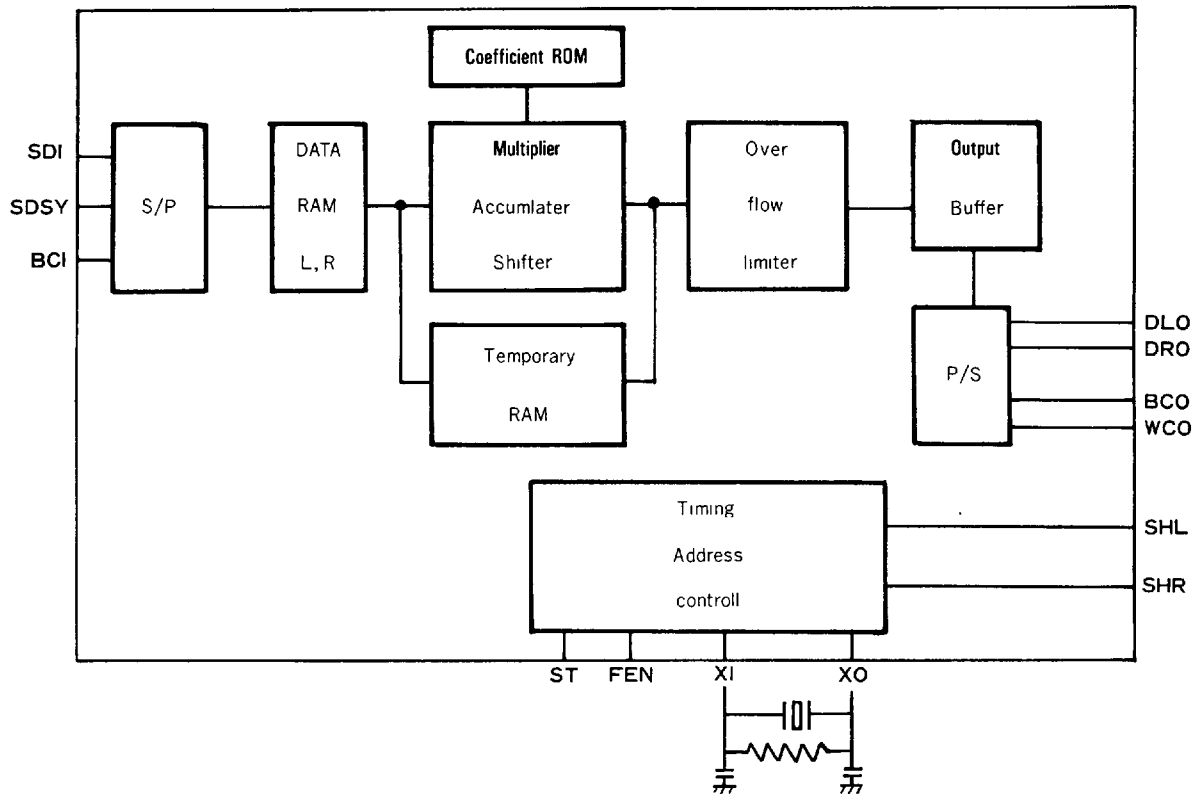 Coefficient ROM
SDI
SDSY
BCI
S/P
DATA
RAM
L, R
Multiplier
Accumlater
Shifter
Over
flow
limiter
Output
Buffer
Temporary
RAM
P/S
DLO
DRO
BCO
WCO
Timing
Address
controll
SHL
SHR
ST
FEN
XI
XO